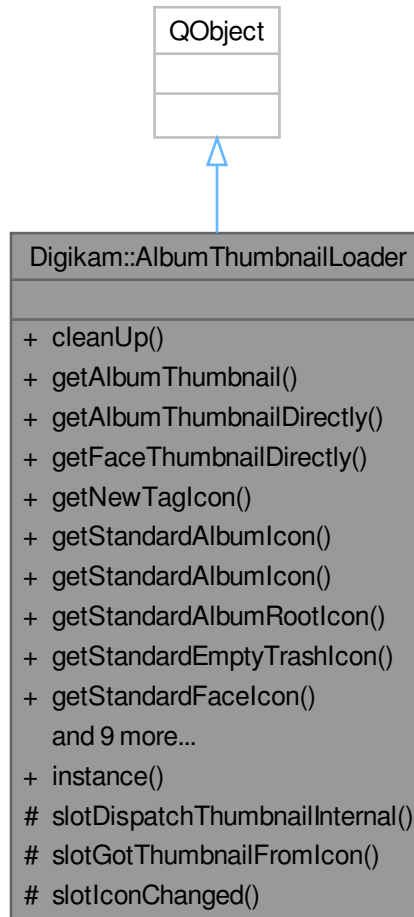 QObject
Digikam::AlbumThumbnailLoader
+ cleanUp()
+ getAlbumThumbnail()
+ getAlbumThumbnailDirectly()
+ getFaceThumbnailDirectly()
+ getNewTagIcon()
+ getStandardAlbumIcon()
+ getStandardAlbumIcon()
+ getStandardAlbumRootIcon()
+ getStandardEmptyTrashIcon()
+ getStandardFaceIcon()
and 9 more...
+ instance()
# slotDispatchThumbnailInternal()
# slotGotThumbnailFromIcon()
# slotIconChanged()